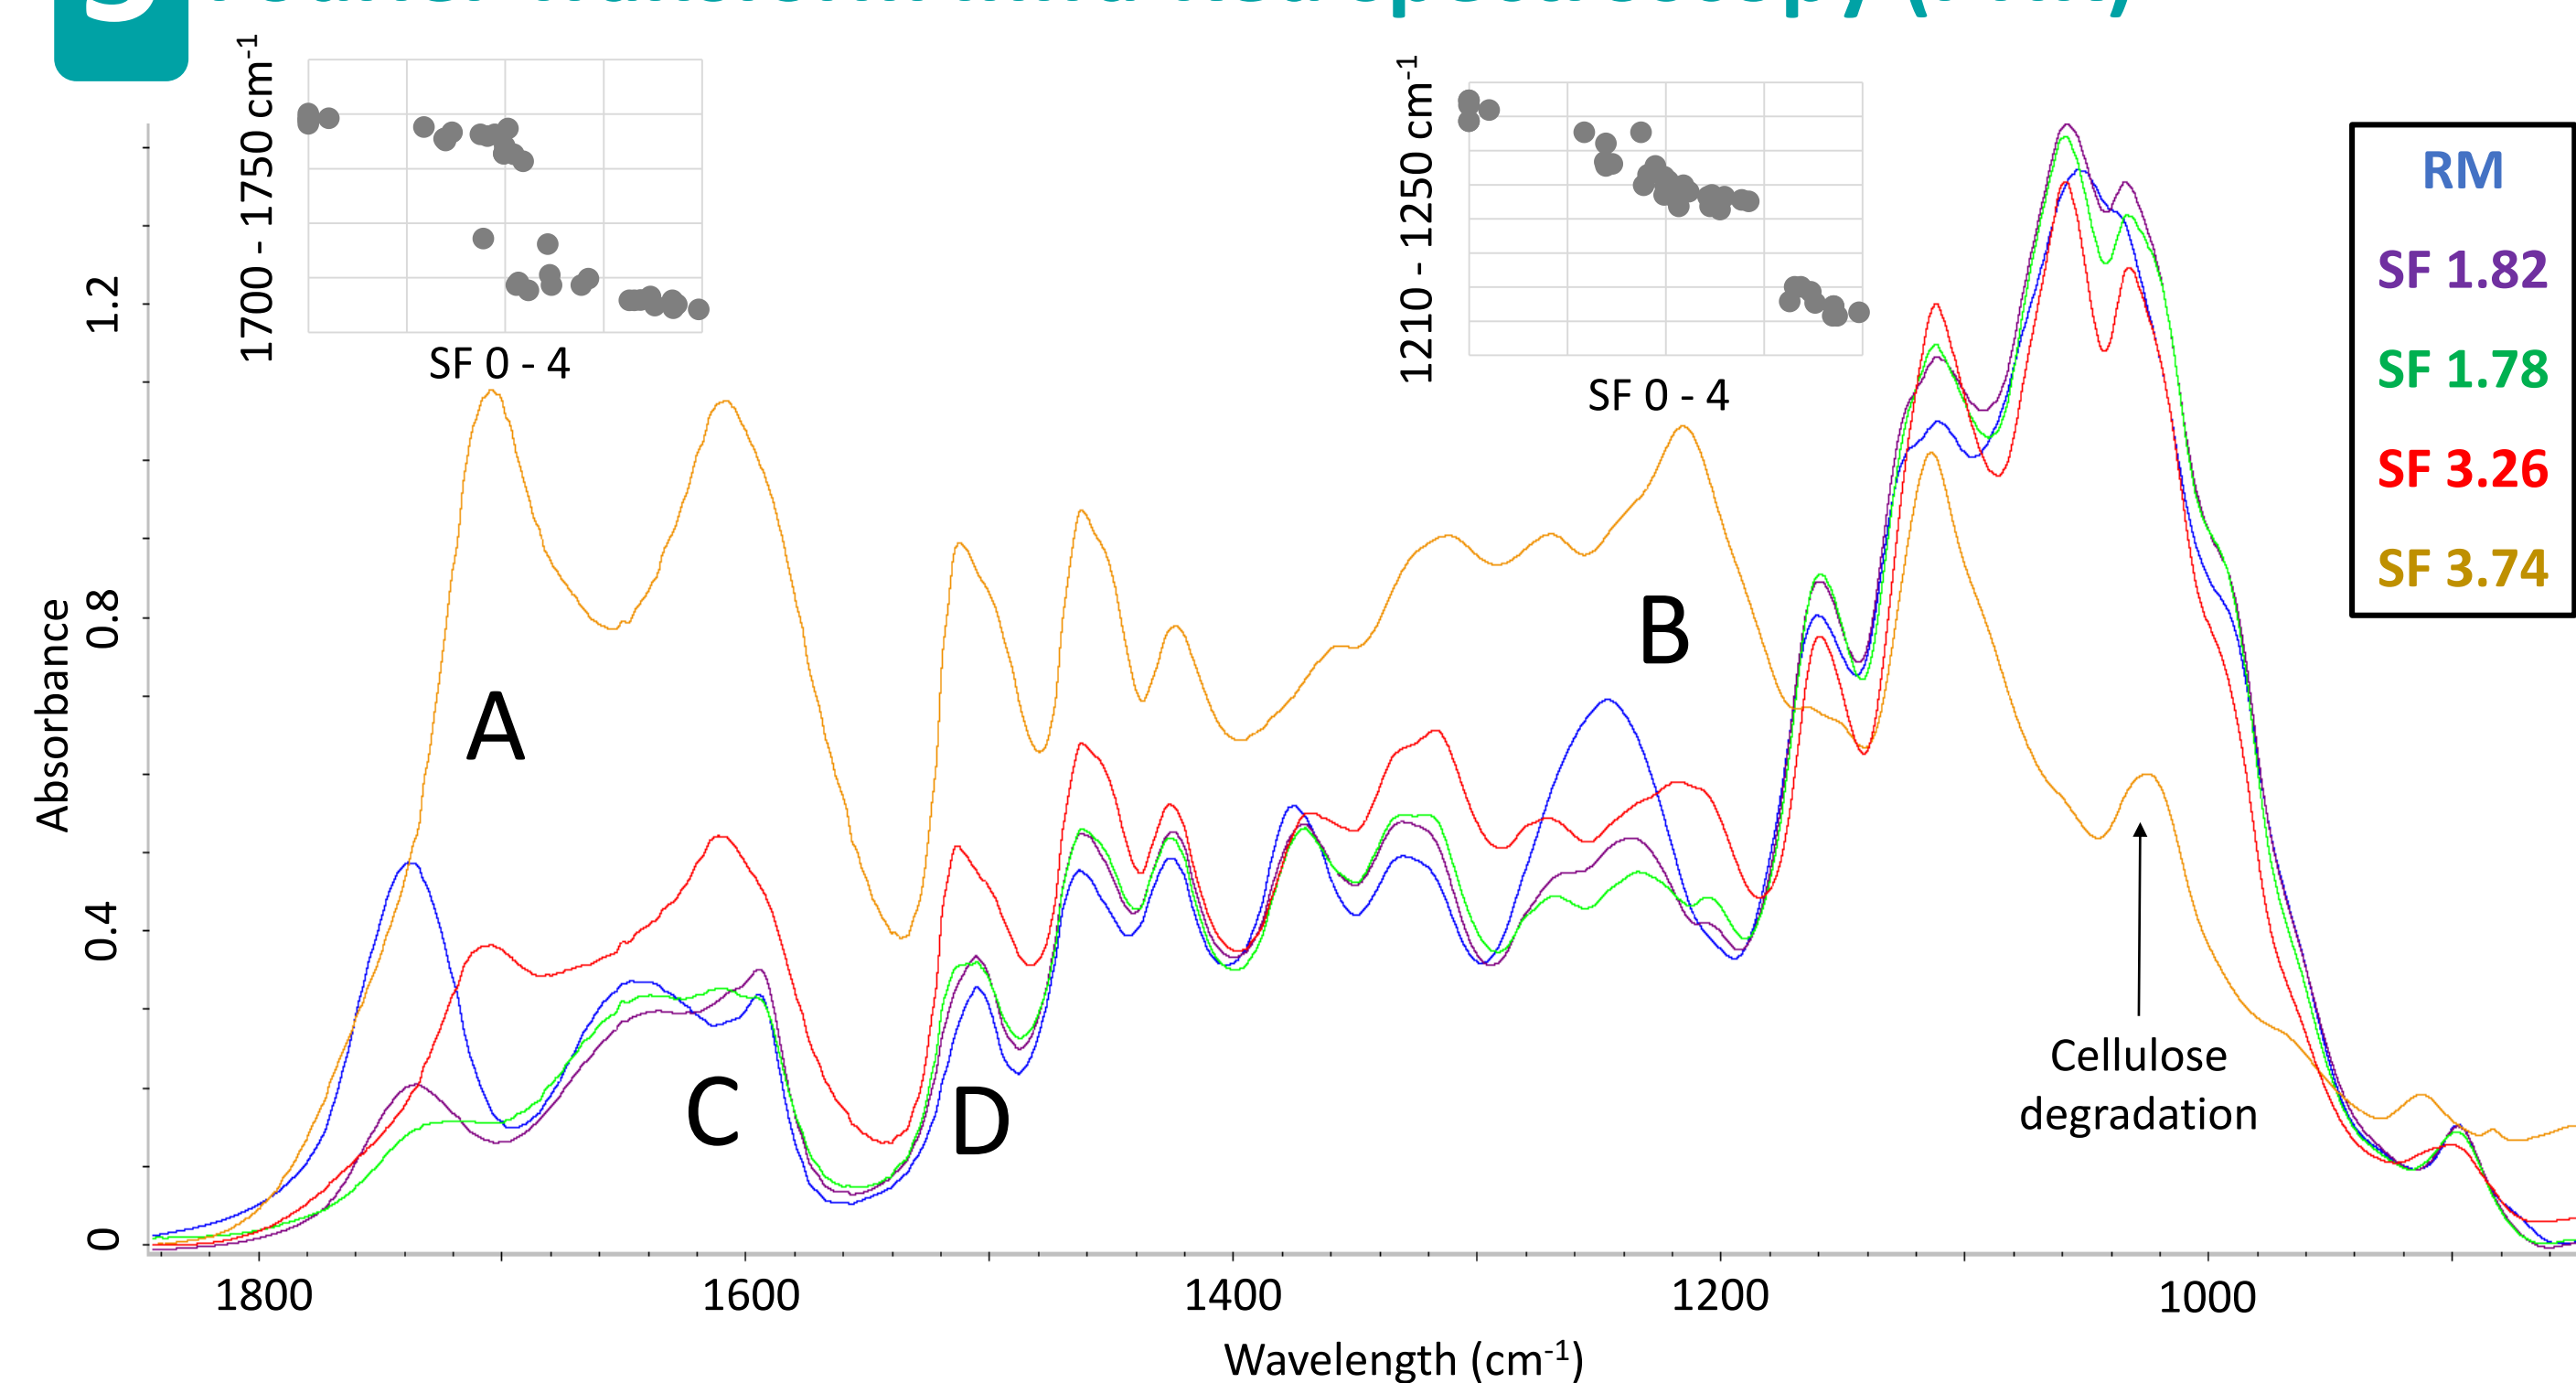 1700 - 1750 cm-1
SF 0 - 4
1210 - 1250 cm-1
SF 0 - 4
RM
SF 1.82
SF 1.78
SF 3.26
SF 3.74
A
B
C
D
Cellulose
degradation
Absorbance
1.2
0.8
0.4
0
1800
1600
1400
1200
1000
Wavelength (cm-1)